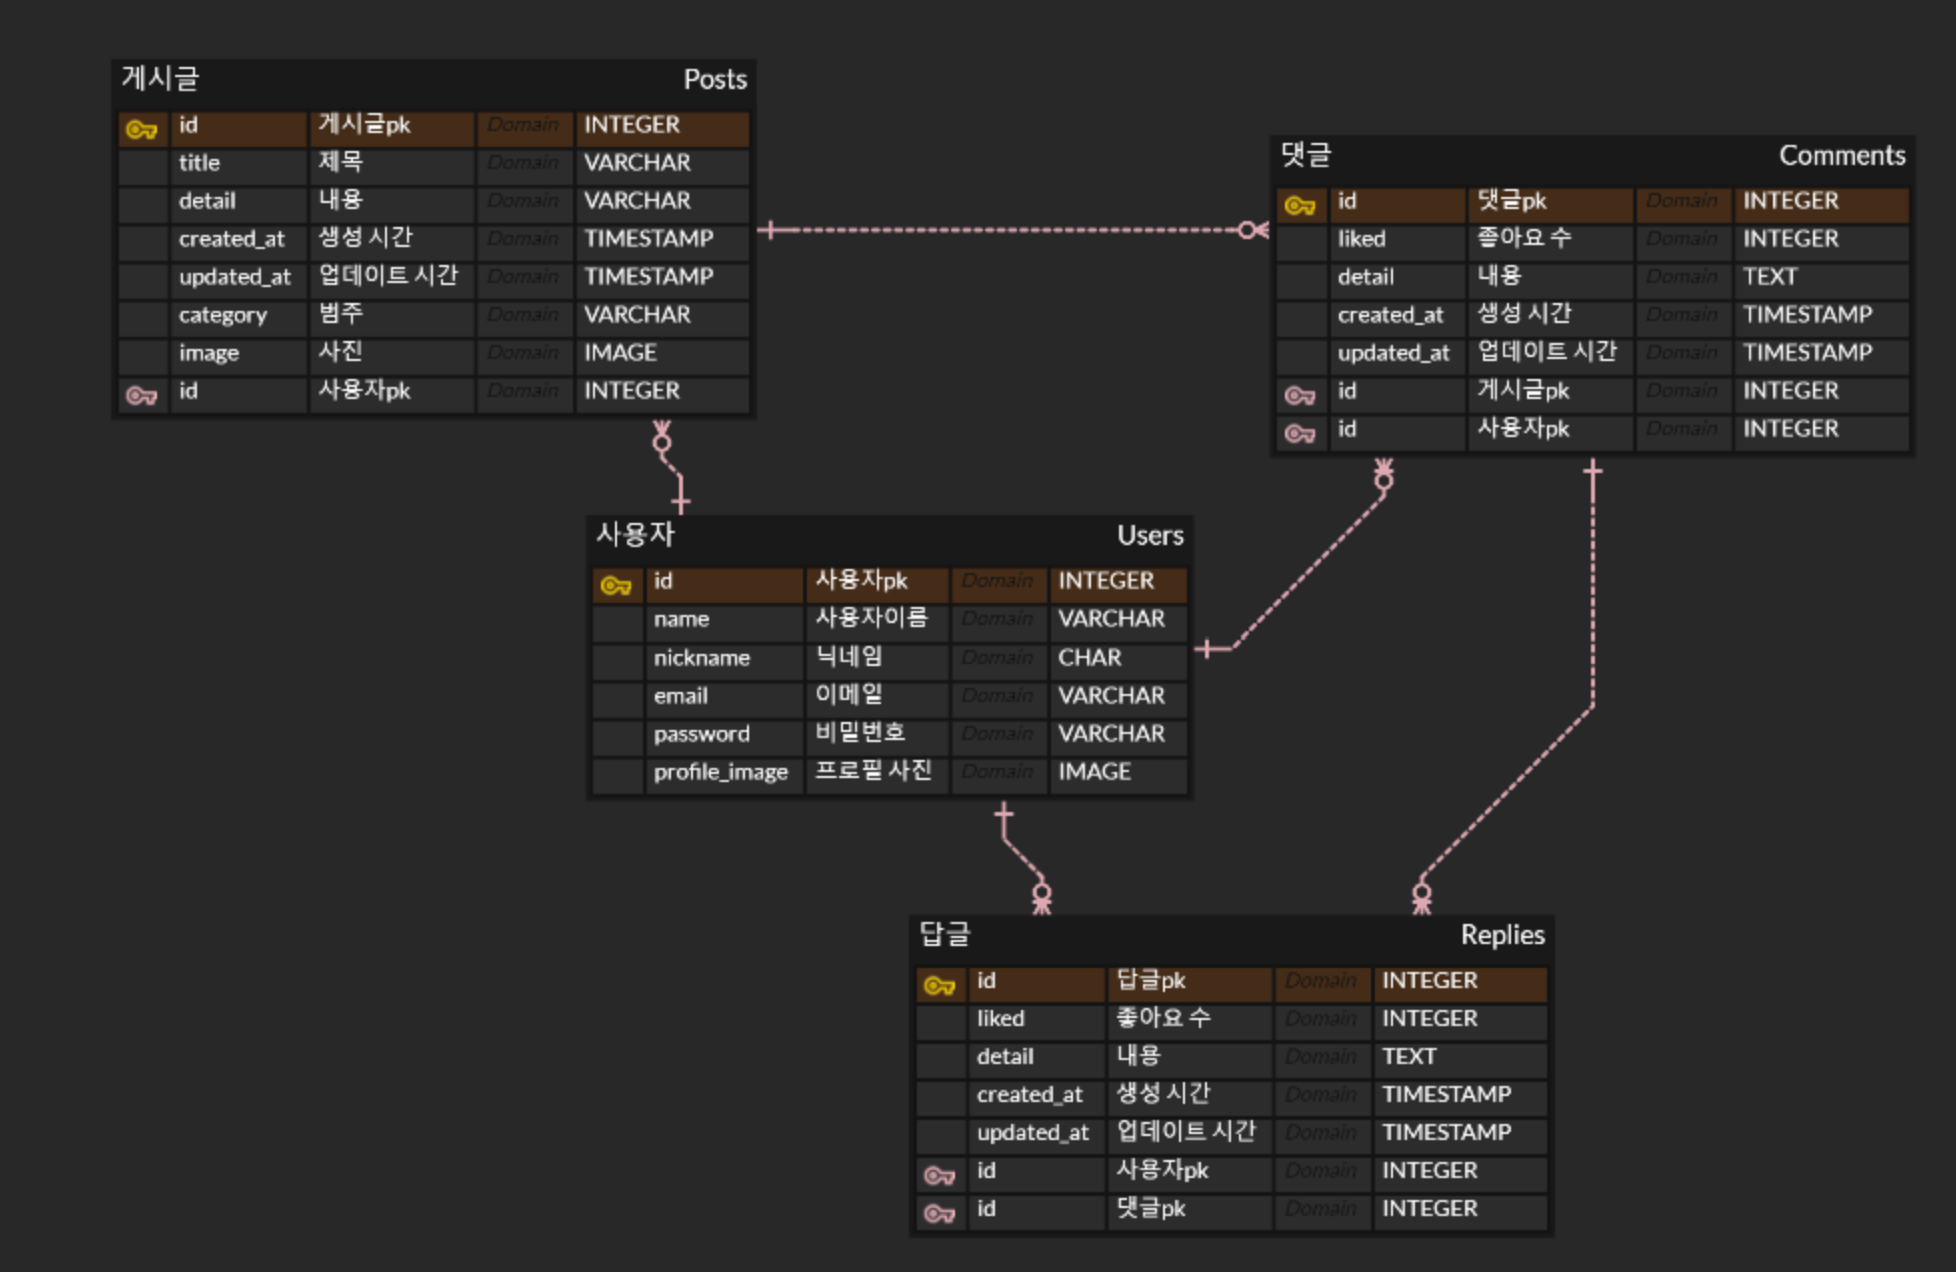 게시글 Posts
id 게시글pk Domain INTEGER
title 제목 Domain VARCHAR
detail 내용 Domain VARCHAR
created_at 생성 시간 Domain TIMESTAMP
updated_at 업데이트 시간 Domain TIMESTAMP
category 범주 Domain VARCHAR
image 사진 Domain IMAGE
id 사용자pk Domain INTEGER
댓글 Comments
id 댓글pk Domain INTEGER
liked 좋아요 수 Domain INTEGER
detail 내용 Domain TEXT
created_at 생성 시간 Domain TIMESTAMP
updated_at 업데이트 시간 Domain TIMESTAMP
id 게시글pk Domain INTEGER
id 사용자pk Domain INTEGER
사용자 Users
id 사용자pk Domain INTEGER
name 사용자이름 Domain VARCHAR
nickname 닉네임 Domain CHAR
email 이메일 Domain VARCHAR
password 비밀번호 Domain VARCHAR
profile_image 프로필 사진 Domain IMAGE
답글 Replies
id 답글pk Domain INTEGER
liked 좋아요 수 Domain INTEGER
detail 내용 Domain TEXT
created_at 생성 시간 Domain TIMESTAMP
updated_at 업데이트 시간 Domain TIMESTAMP
id 사용자pk Domain INTEGER
id 댓글pk Domain INTEGER